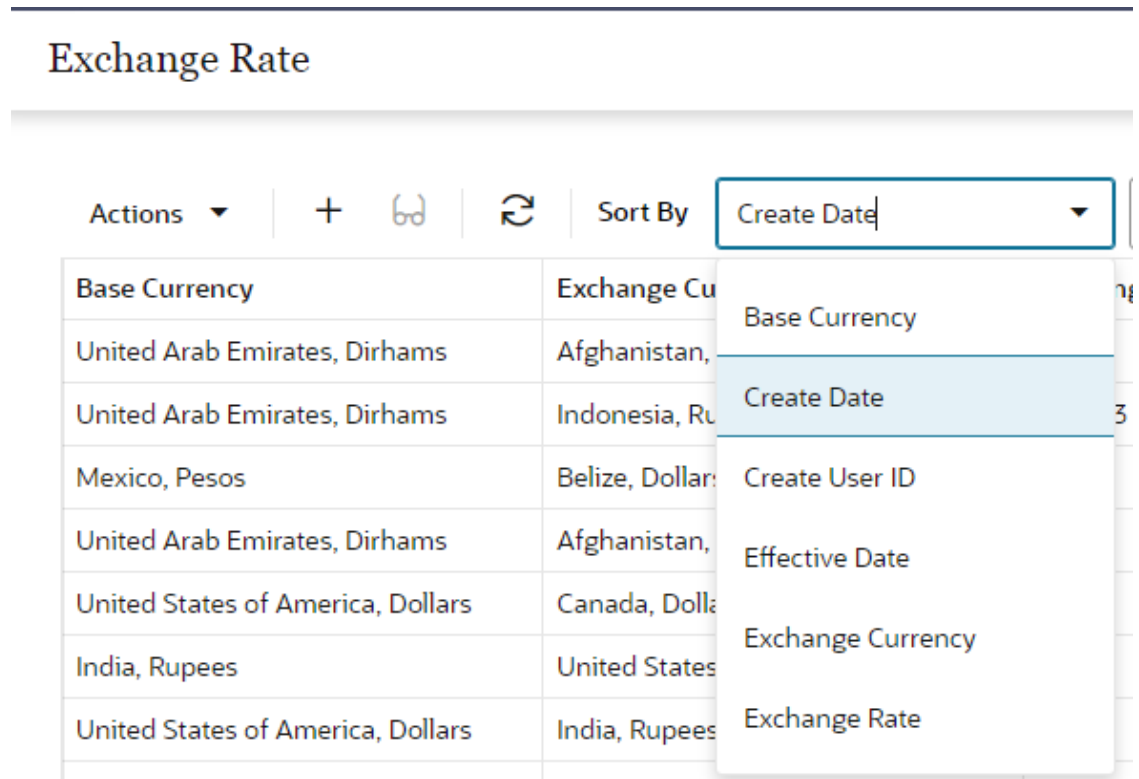 Exchange Rate
Actions Sort By Create Date
Base Currency Exchange Cu
United Arab Emirates, Dirhams Afghanistan,
United Arab Emirates, Dirhams Indonesia, Ru 3
Mexico, Pesos Belize, Dollar
United Arab Emirates, Dirhams Afghanistan,
United States of America, Dollars Canada, Dolla
India, Rupees United States
United States of America, Dollars India, Rupees
Base Currency
Create Date
Create User ID
Effective Date
Exchange Currency
Exchange Rate